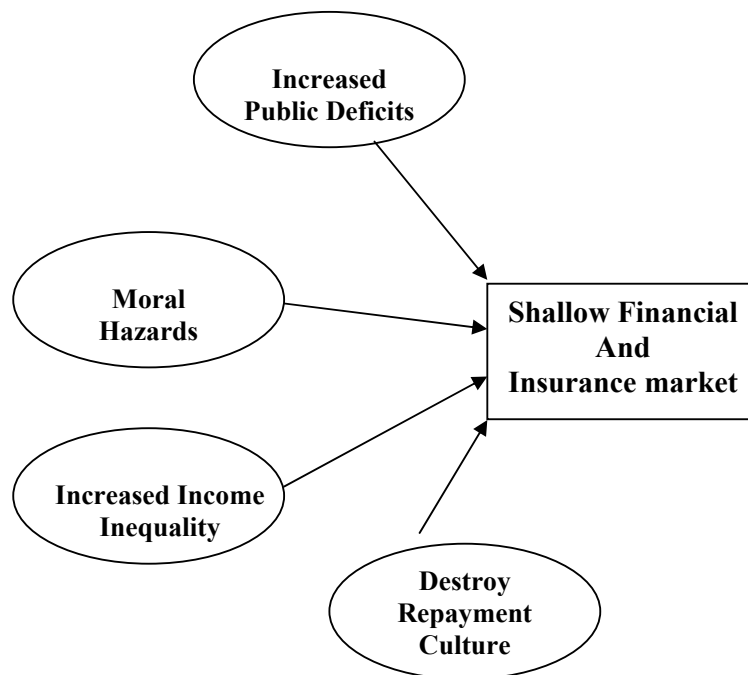 Increased
Public Deficits
Moral
Hazards
Shallow Financial
And
Insurance market
Increased Income
Inequality
Destroy
Repayment
Culture